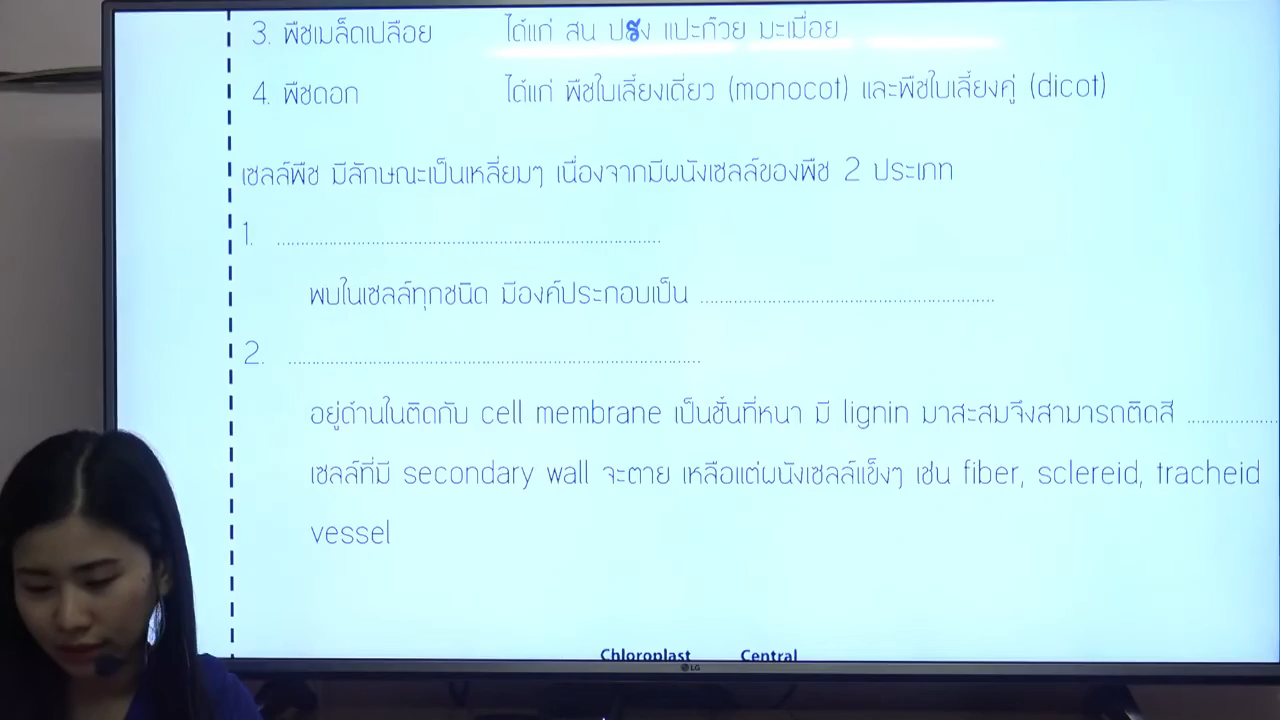 3. พืชเมล็ดเปลือย ได้แก่ สน ปรง แปะก๊วย มะเมื่อย
4. พืชดอก ได้แก่ พืชใบเลี้ยงเดี่ยว (monocot) และพืชใบเลี้ยงคู่ (dicot)
เซลล์พืช มีลักษณะเป็นเหลี่ยมๆ เนื่องจากมีผนังเซลล์ของพืช 2 ประเภท
1. ........................................................................
พบในเซลล์ทุกชนิด มีองค์ประกอบเป็น ........................................................
2. ........................................................................
อยู่ด้านในติดกับ cell membrane เป็นชั้นที่หนา มี lignin มาสะสมจึงสามารถติดสี .................
เซลล์ที่มี secondary wall จะตาย เหลือแต่ผนังเซลล์แข็งๆ เช่น fiber, sclereid, tracheid
vessel
Chloroplast Central
LG